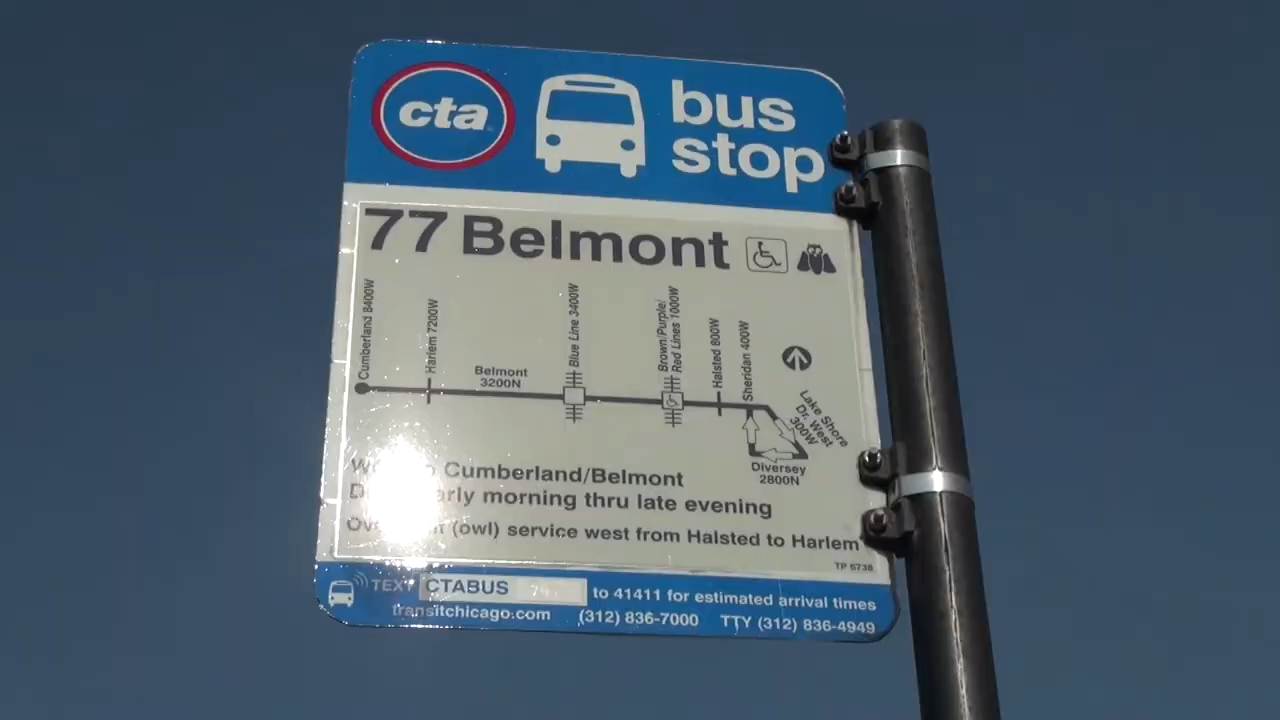 cta
bus
stop
77 Belmont
Cumberland 8400W
Harlem 7200W
Belmont
3200N
Blue Line 3400W
Brown/Purple/
Red Lines 1000W
Halsted 800W
Sheridan 400W
Lake Shore
Dr. West
300W
Diversey
2800N
Cumberland/Belmont
morning thru late evening
(owl) service west from Halsted to Harlem
TP 6738
TEXT CTABUS to 41411 for estimated arrival times
transitchicago.com (312) 836-7000 TTY (312) 836-4949